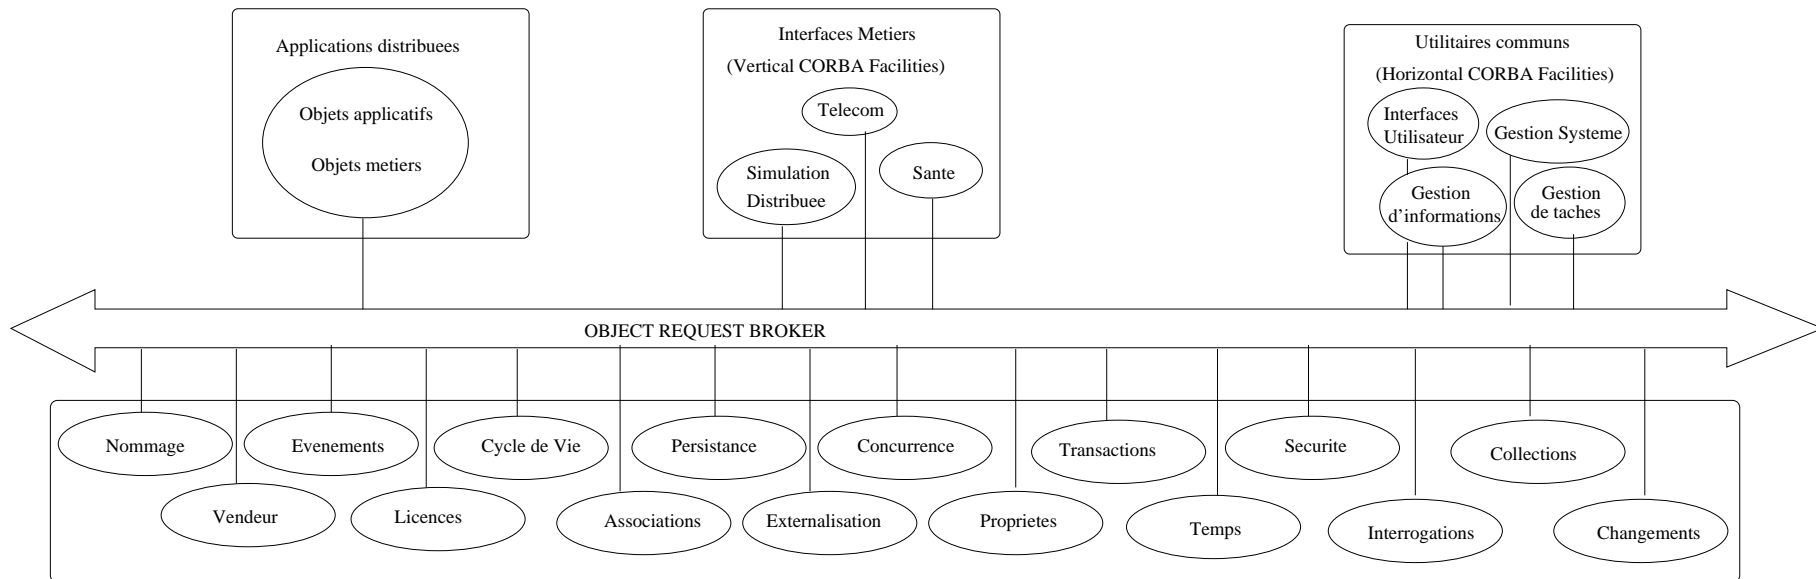 Applications distribuees
Objets applicatifs
Objets metiers
Interfaces Metiers
(Vertical CORBA Facilities)
Telecom
Simulation
Distribuee
Sante
Utilitaires communs
(Horizontal CORBA Facilities)
Interfaces
Utilisateur
Gestion Systeme
Gestion
d'informations
Gestion
de taches
OBJECT REQUEST BROKER
Nommage
Evenements
Cycle de Vie
Persistance
Concurrence
Transactions
Securite
Collections
Vendeur
Licences
Associations
Externalisation
Proprietes
Temps
Interrogations
Changements